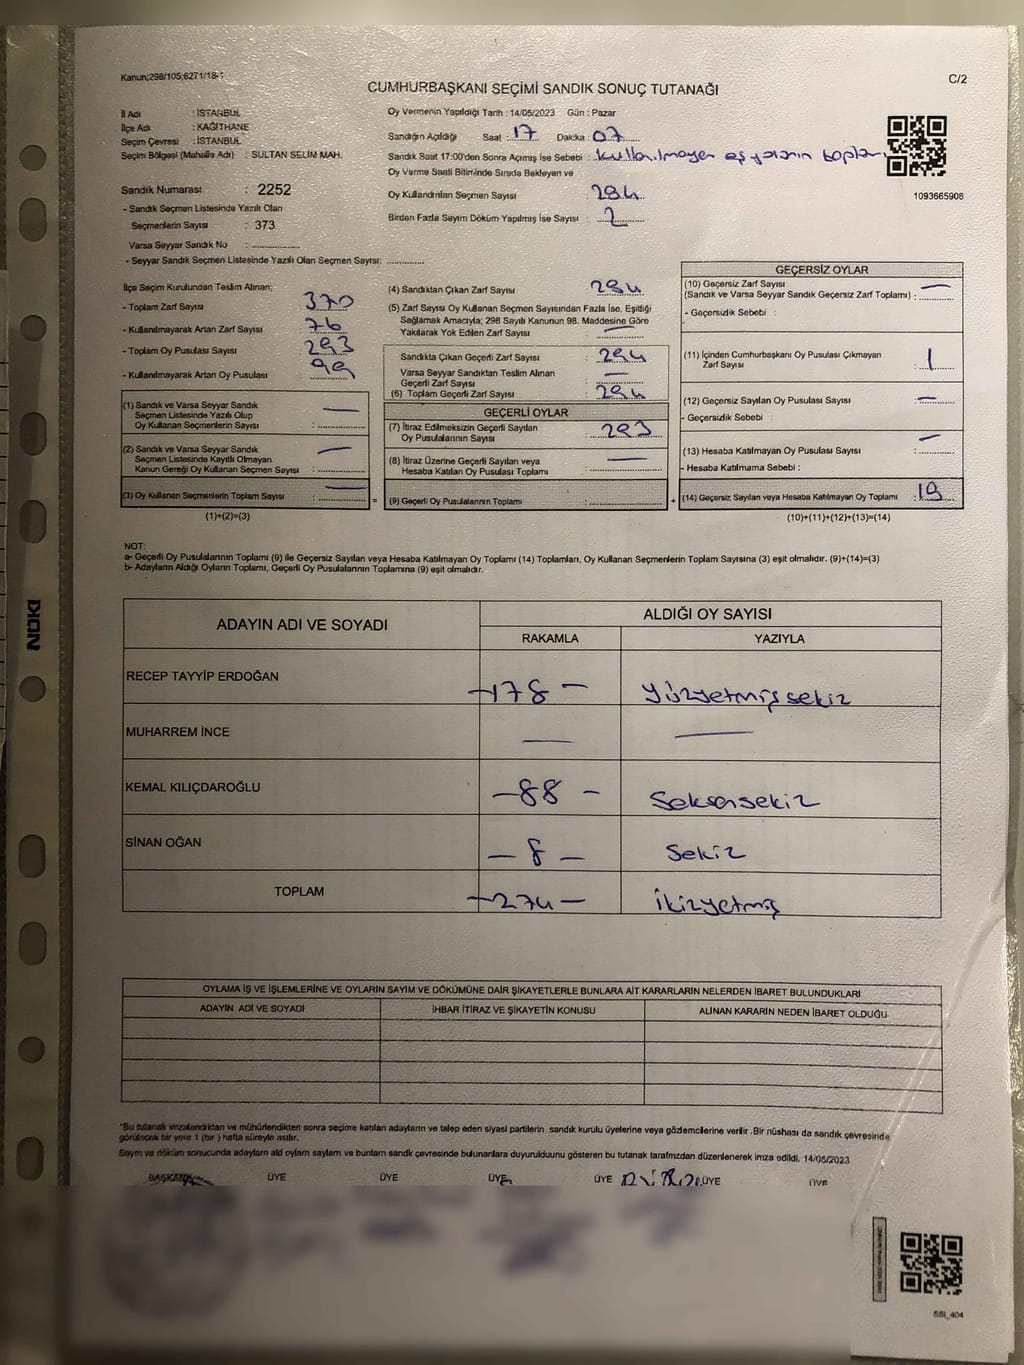 Kanun;298/105;6271/18-1
C/2
CUMHURBAŞKANI SEÇİMİ SANDIK SONUÇ TUTANAĞI
İl Adı : İSTANBUL
İlçe Adı : KAĞITHANE
Seçim Çevresi : İSTANBUL
Seçim Bölgesi (Mahalle Adı) : SULTAN SELİM MAH.
Sandık Numarası : 2252
- Sandık Seçmen Listesinde Yazılı Olan
Seçmenlerin Sayısı : 373
Varsa Seyyar Sandık No :
- Seyyar Sandık Seçmen Listesinde Yazılı Olan Seçmen Sayısı:
Oy Vermenin Yapıldığı Tarih : 14/05/2023 Gün : Pazar
Sandığın Açıldığı Saat : 17 Dakika : 07
Sandık Saat 17:00'den Sonra Açımış İse Sebebi : kullanılmayan eşyaların
Oy Verme Saati Bitiminde Sırada Bekleyen ve
Oy Kullandırılan Seçmen Sayısı : 294
Birden Fazla Sayım Döküm Yapılmış İse Sayısı : 2
1093665906
İlçe Seçim Kurulundan Teslim Alınan;
- Toplam Zarf Sayısı : 370
- Kullanılmayarak Artan Zarf Sayısı : 76
- Toplam Oy Pusulası Sayısı : 293
- Kullanılmayarak Artan Oy Pusulası : 99
(4) Sandıktan Çıkan Zarf Sayısı : 294
(5) Zarf Sayısı Oy Kullanan Seçmen Sayısından Fazla İse, Eşitliği
Sağlamak Amacıyla; 298 Sayılı Kanunun 98. Maddesine Göre
Yakılarak Yok Edilen Zarf Sayısı : —
Sandıkta Çıkan Geçerli Zarf Sayısı : 294
Varsa Seyyar Sandıktan Teslim Alınan
Geçerli Zarf Sayısı : —
(6) Toplam Geçerli Zarf Sayısı : 294
GEÇERSİZ OYLAR
(10) Geçersiz Zarf Sayısı
(Sandık ve Varsa Seyyar Sandık Geçersiz Zarf Toplamı) : —
- Geçersizlik Sebebi :
(11) İçinden Cumhurbaşkanı Oy Pusulası Çıkmayan
Zarf Sayısı : 1
(12) Geçersiz Sayılan Oy Pusulası Sayısı : —
- Geçersizlik Sebebi :
(13) Hesaba Katılmayan Oy Pusulası Sayısı : —
- Hesaba Katılmama Sebebi :
(14) Geçersiz Sayılan veya Hesaba Katılmayan Oy Toplamı : 19
(10)+(11)+(12)+(13)=(14)
(1) Sandık ve Varsa Seyyar Sandık
Seçmen Listesinde Yazılı Olup
Oy Kullanan Seçmenlerin Sayısı : —
(2) Sandık ve Varsa Seyyar Sandık
Seçmen Listesinde Kayıtlı Olmayan
Kanun Gereği Oy Kullanan Seçmen Sayısı : —
(3) Oy Kullanan Seçmenlerin Toplam Sayısı : —
(1)+(2)=(3)
GEÇERLİ OYLAR
(7) İtiraz Edilmeksizin Geçerli Sayılan
Oy Pusulalarının Sayısı : 293
(8) İtiraz Üzerine Geçerli Sayılan veya
Hesaba Katılan Oy Pusulası Toplamı : —
(9) Geçerli Oy Pusulalarının Toplamı :
NOT:
a- Geçerli Oy Pusulalarının Toplamı (9) ile Geçersiz Sayılan veya Hesaba Katılmayan Oy Toplamı (14) Toplamları, Oy Kullanan Seçmenlerin Toplam Sayısına (3) eşit olmalıdır. (9)+(14)=(3)
b- Adayların Aldığı Oyların Toplamı, Geçerli Oy Pusulalarının Toplamına (9) eşit olmalıdır.
ADAYIN ADI VE SOYADI
ALDIĞI OY SAYISI
RAKAMLA YAZIYLA
RECEP TAYYİP ERDOĞAN -178- Yüzyetmişsekiz
MUHARREM İNCE — —
KEMAL KILIÇDAROĞLU -88- Seksensekiz
SİNAN OĞAN -8- Sekiz
TOPLAM -274- ikizyetmiş
OYLAMA İŞ VE İŞLEMLERİNE VE OYLARIN SAYIM VE DÖKÜMÜNE DAİR ŞİKAYETLERLE BUNLARA AİT KARARLARIN NELERDEN İBARET BULUNDUKLARI
ADAYIN ADI VE SOYADI İHBAR İTİRAZ VE ŞİKAYETİN KONUSU ALINAN KARARIN NEDEN İBARET OLDUĞU
"Bu tutanak imzalandıktan ve mühürlendikten sonra seçime katılan adayların ve talep eden siyasi partilerin sandık kurulu üyelerine veya gözlemcilerine verilir. Bir nüshası da sandık çevresinde
görülecek bir yere 1 (bir) hafta süreyle asılır.
Sayım ve döküm sonucunda adayların ald oyların sayıları ve bunların sandk çevresinde bulunanlara duyurulduunu gösteren bu tutanak tarafımzdan düzenlenerek imza edildi. 14/05/2023
BAŞKAN ÜYE ÜYE ÜYE ÜYE ÜYE ÜYE
SSI_404
NOKI